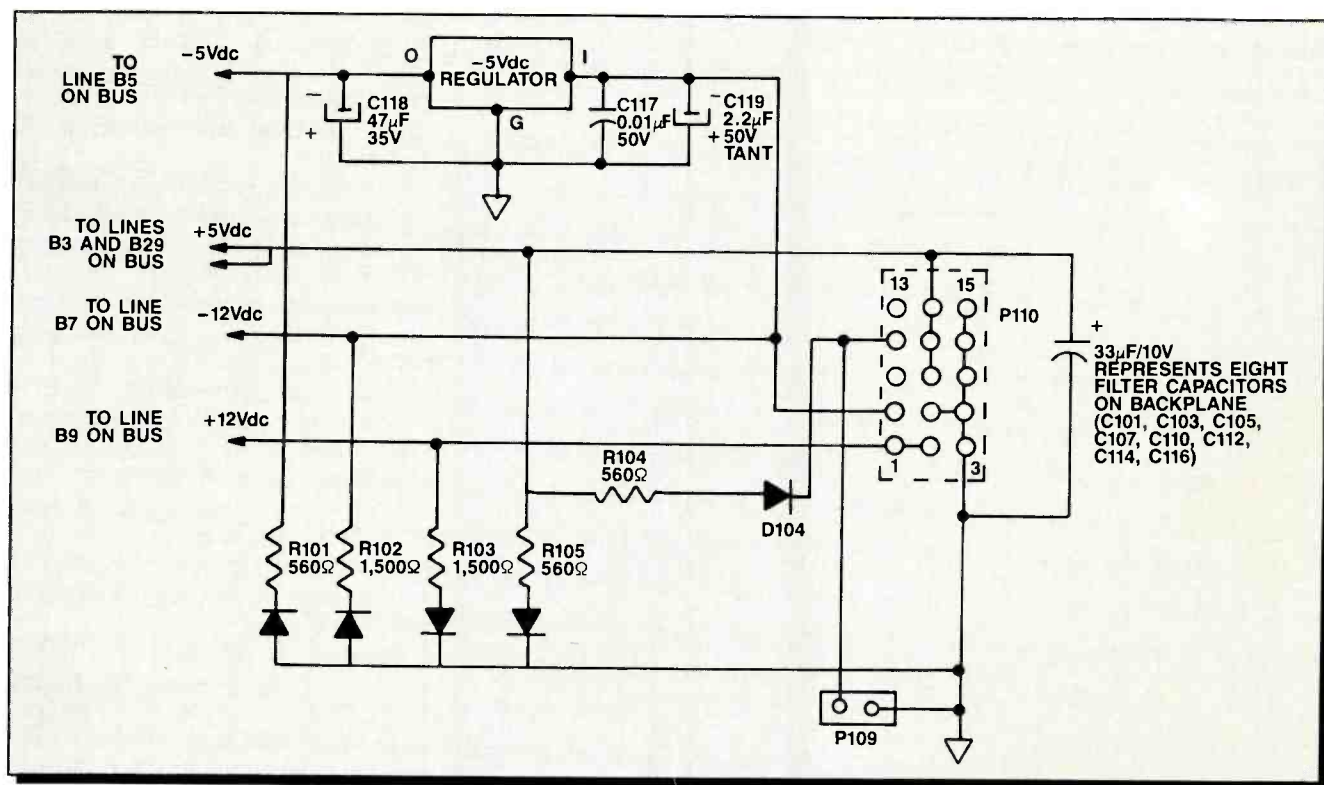 TO
LINE B5
ON BUS
-5Vdc
O
-5Vdc
REGULATOR
I
G
-
+
C118
47µF
35V
C117
0.01µF
50V
-
+
C119
2.2µF
50V
TANT
TO LINES
B3 AND B29
ON BUS
+5Vdc
TO LINE
B7 ON BUS
-12Vdc
TO LINE
B9 ON BUS
+12Vdc
13
15
P110
1
3
+
33µF/10V
REPRESENTS EIGHT
FILTER CAPACITORS
ON BACKPLANE
(C101, C103, C105,
C107, C110, C112,
C114, C116)
R104
560Ω
D104
R101
560Ω
R102
1,500Ω
R103
1,500Ω
R105
560Ω
P109